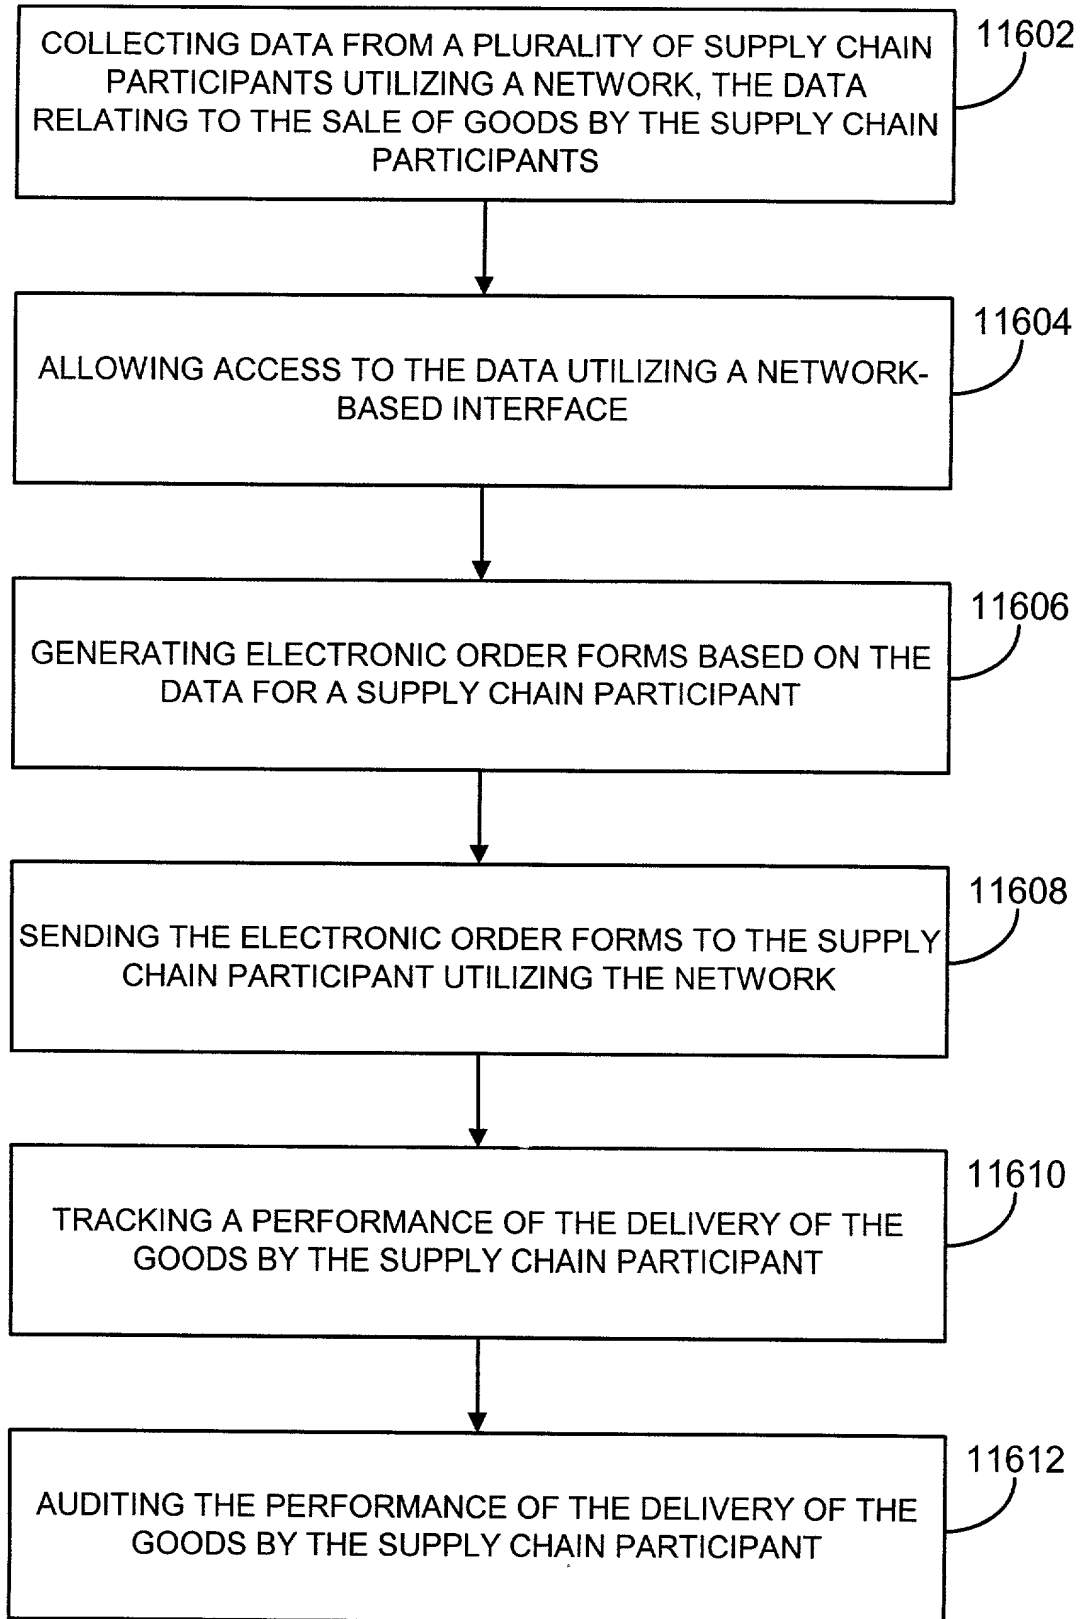 COLLECTING DATA FROM A PLURALITY OF SUPPLY CHAIN
PARTICIPANTS UTILIZING A NETWORK, THE DATA
RELATING TO THE SALE OF GOODS BY THE SUPPLY CHAIN
PARTICIPANTS
11602
ALLOWING ACCESS TO THE DATA UTILIZING A NETWORK-
BASED INTERFACE
11604
GENERATING ELECTRONIC ORDER FORMS BASED ON THE
DATA FOR A SUPPLY CHAIN PARTICIPANT
11606
SENDING THE ELECTRONIC ORDER FORMS TO THE SUPPLY
CHAIN PARTICIPANT UTILIZING THE NETWORK
11608
TRACKING A PERFORMANCE OF THE DELIVERY OF THE
GOODS BY THE SUPPLY CHAIN PARTICIPANT
11610
AUDITING THE PERFORMANCE OF THE DELIVERY OF THE
GOODS BY THE SUPPLY CHAIN PARTICIPANT
11612